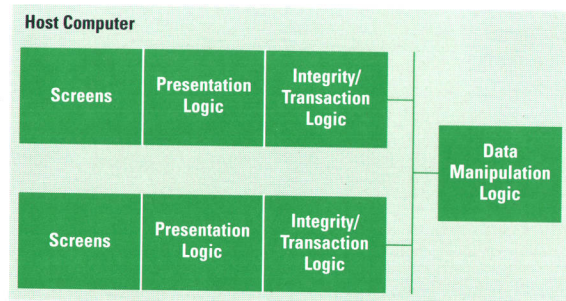 Host Computer
Screens
Presentation
Logic
Integrity/
Transaction
Logic
Data
Manipulation
Logic
Screens
Presentation
Logic
Integrity/
Transaction
Logic